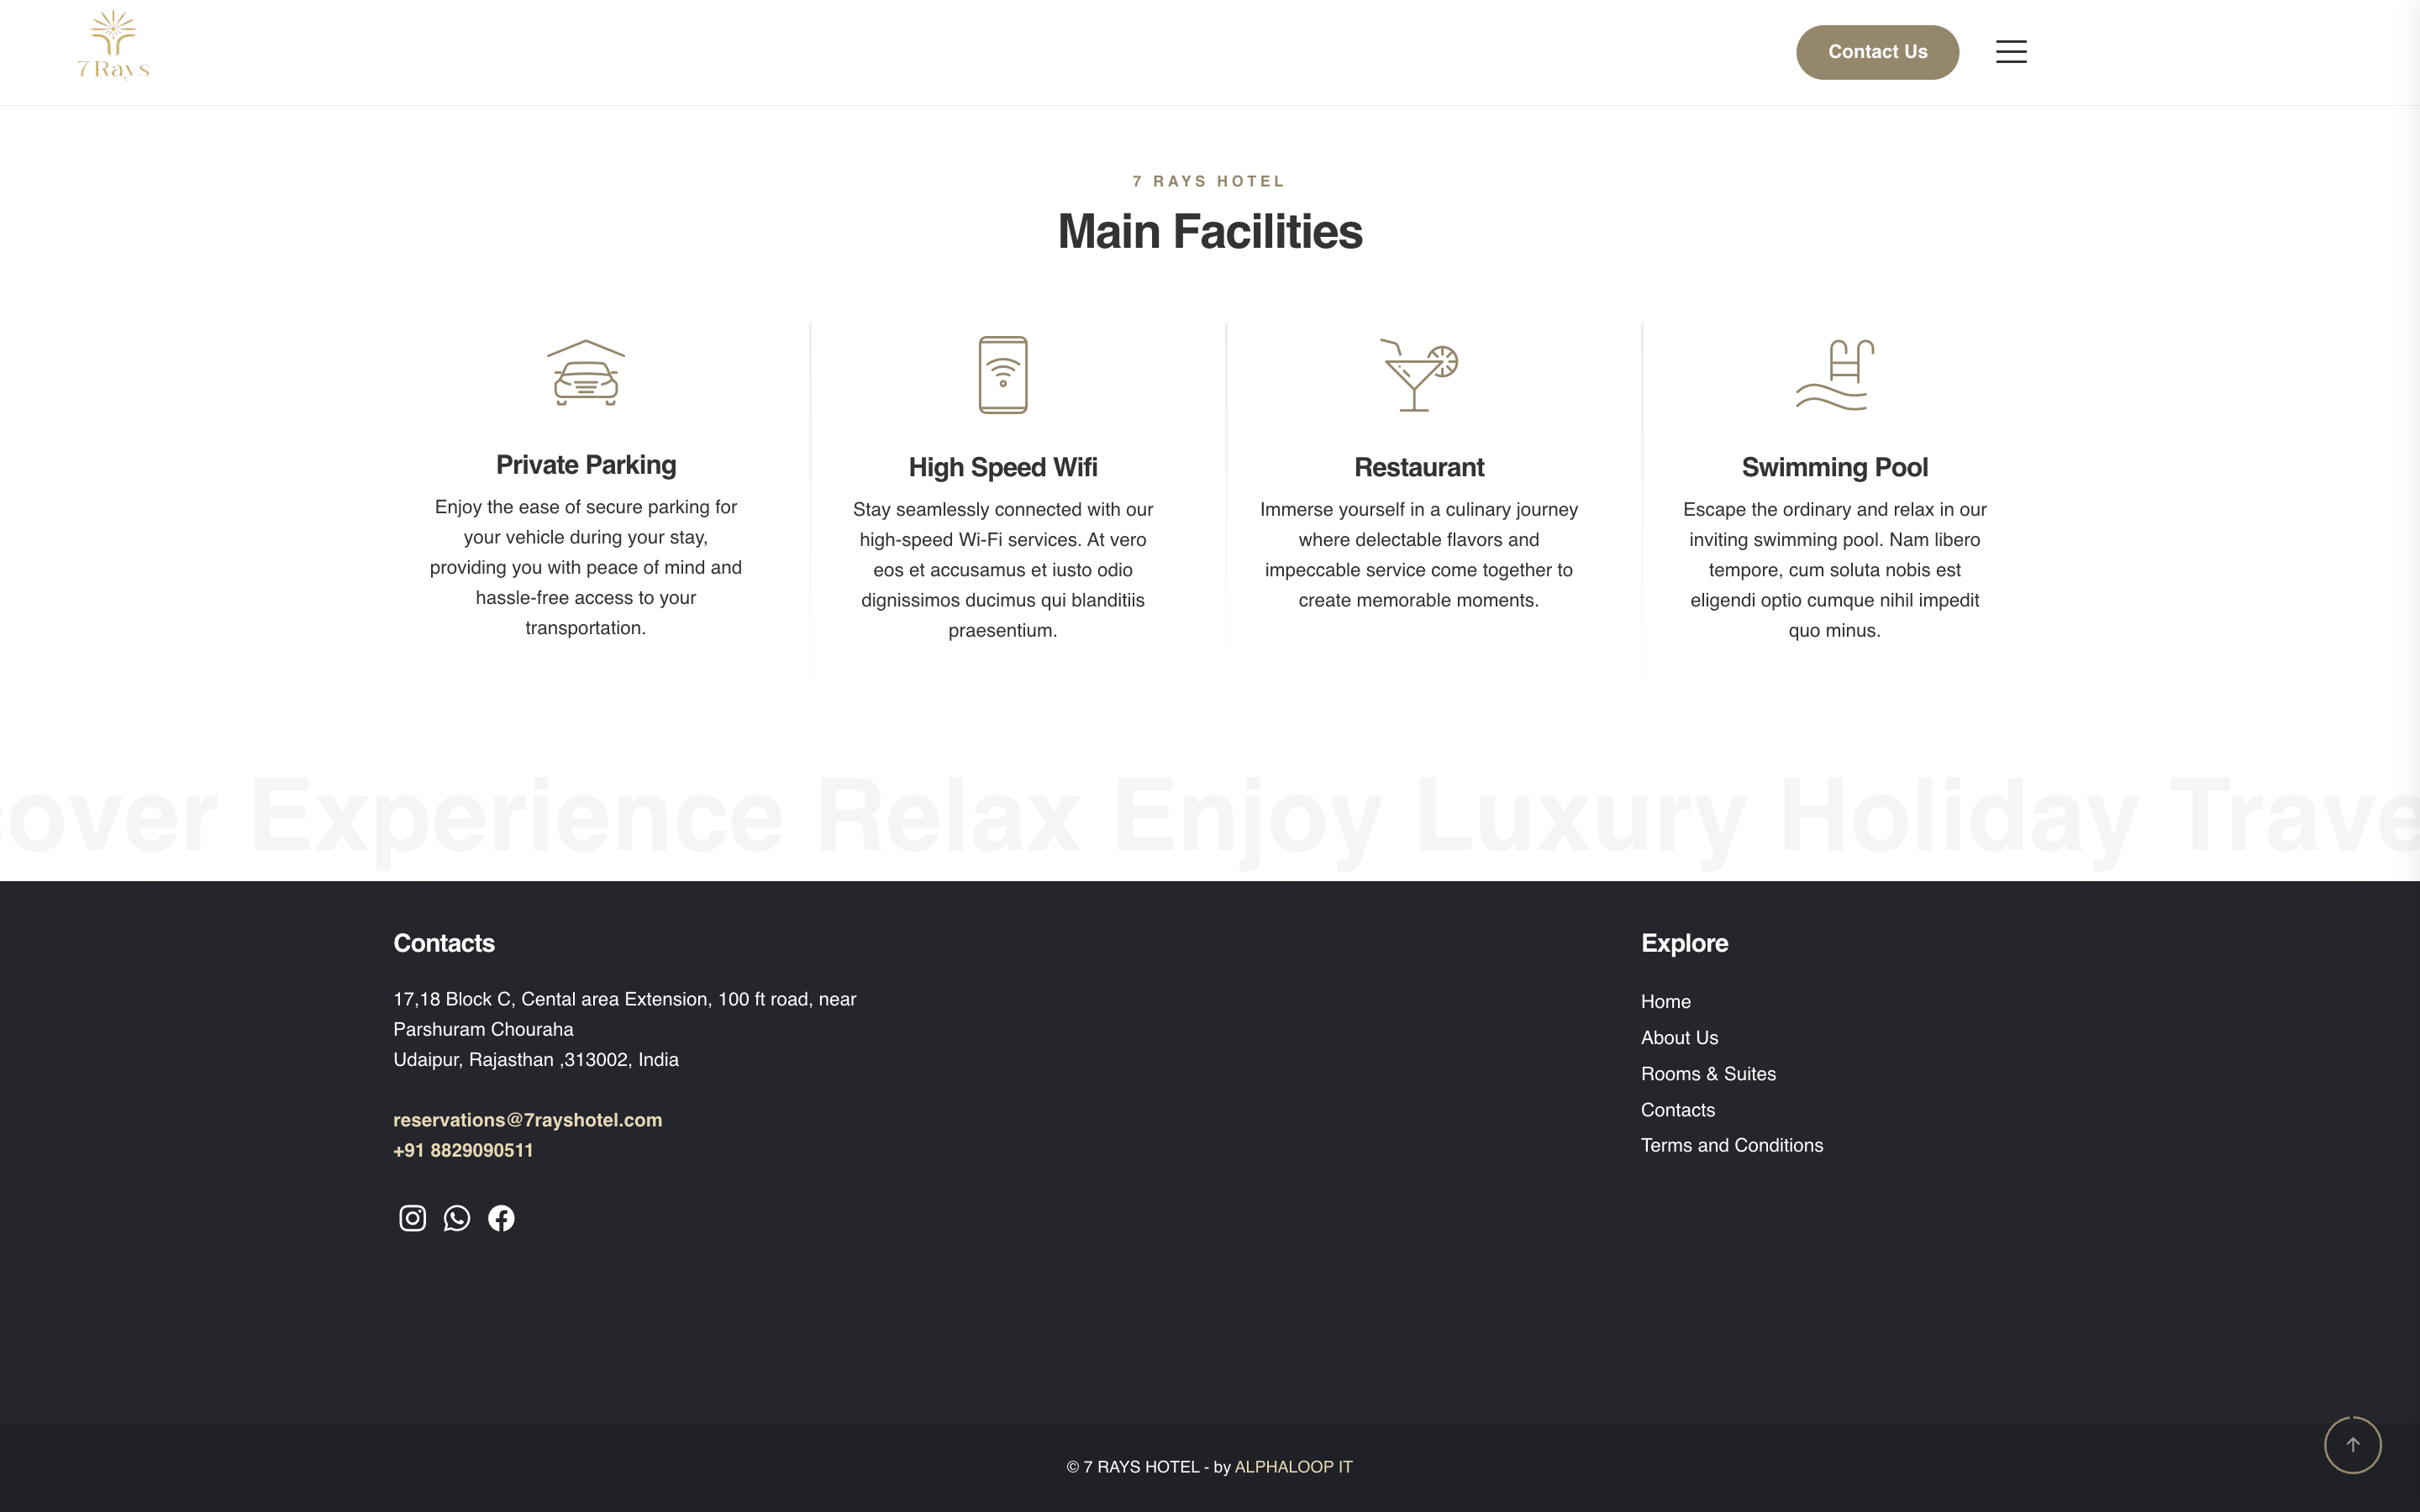 7 Rays
Contact Us
7 RAYS HOTEL
Main Facilities
Private Parking
Enjoy the ease of secure parking for
your vehicle during your stay,
providing you with peace of mind and
hassle-free access to your
transportation.
High Speed Wifi
Stay seamlessly connected with our
high-speed Wi-Fi services. At vero
eos et accusamus et iusto odio
dignissimos ducimus qui blanditiis
praesentium.
Restaurant
Immerse yourself in a culinary journey
where delectable flavors and
impeccable service come together to
create memorable moments.
Swimming Pool
Escape the ordinary and relax in our
inviting swimming pool. Nam libero
tempore, cum soluta nobis est
eligendi optio cumque nihil impedit
quo minus.
cover Experience Relax Enjoy Luxury Holiday Trave
Contacts
17,18 Block C, Cental area Extension, 100 ft road, near
Parshuram Chouraha
Udaipur, Rajasthan ,313002, India
reservations@7rayshotel.com
+91 8829090511
Explore
Home
About Us
Rooms & Suites
Contacts
Terms and Conditions
© 7 RAYS HOTEL - by ALPHALOOP IT